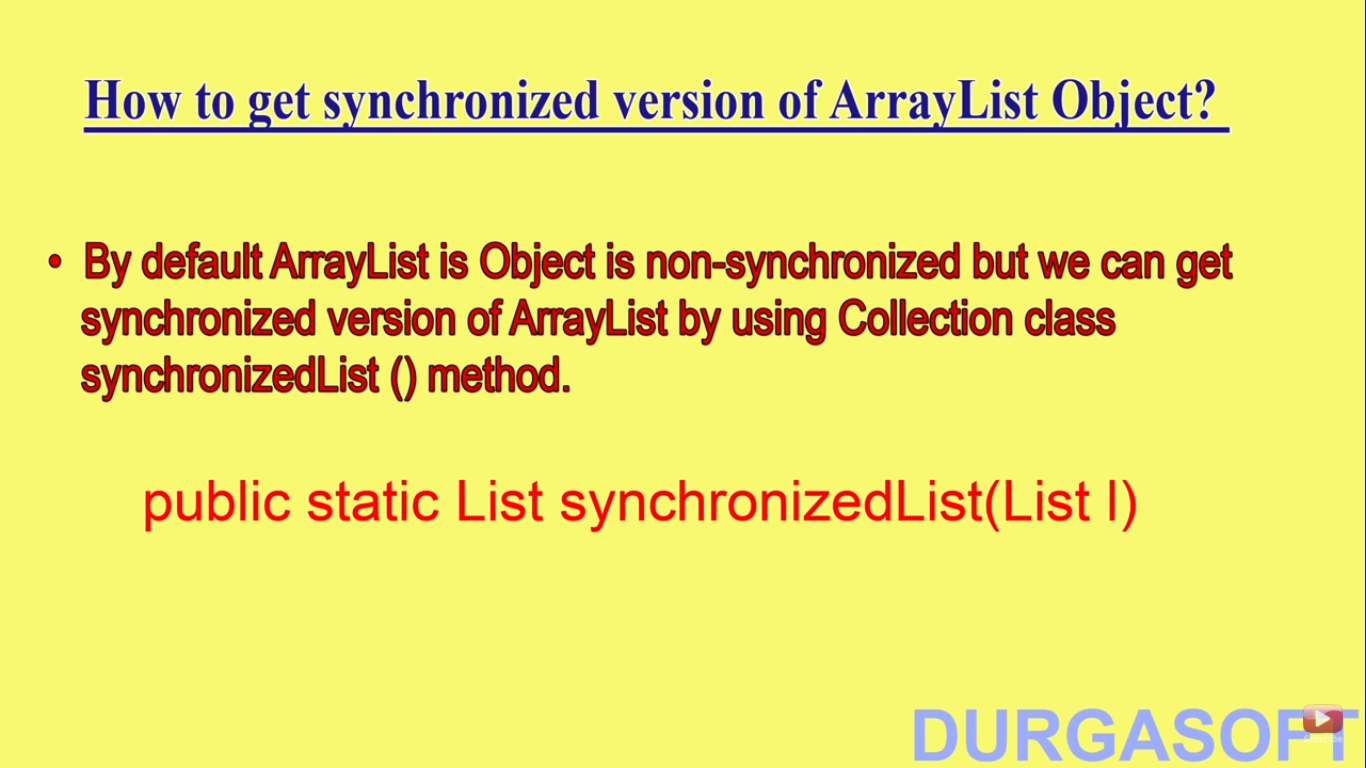 How to get synchronized version of ArrayList Object?
• By default ArrayList is Object is non-synchronized but we can get
synchronized version of ArrayList by using Collection class
synchronizedList () method.
public static List synchronizedList(List l)
DURGASOFT
Subscribe